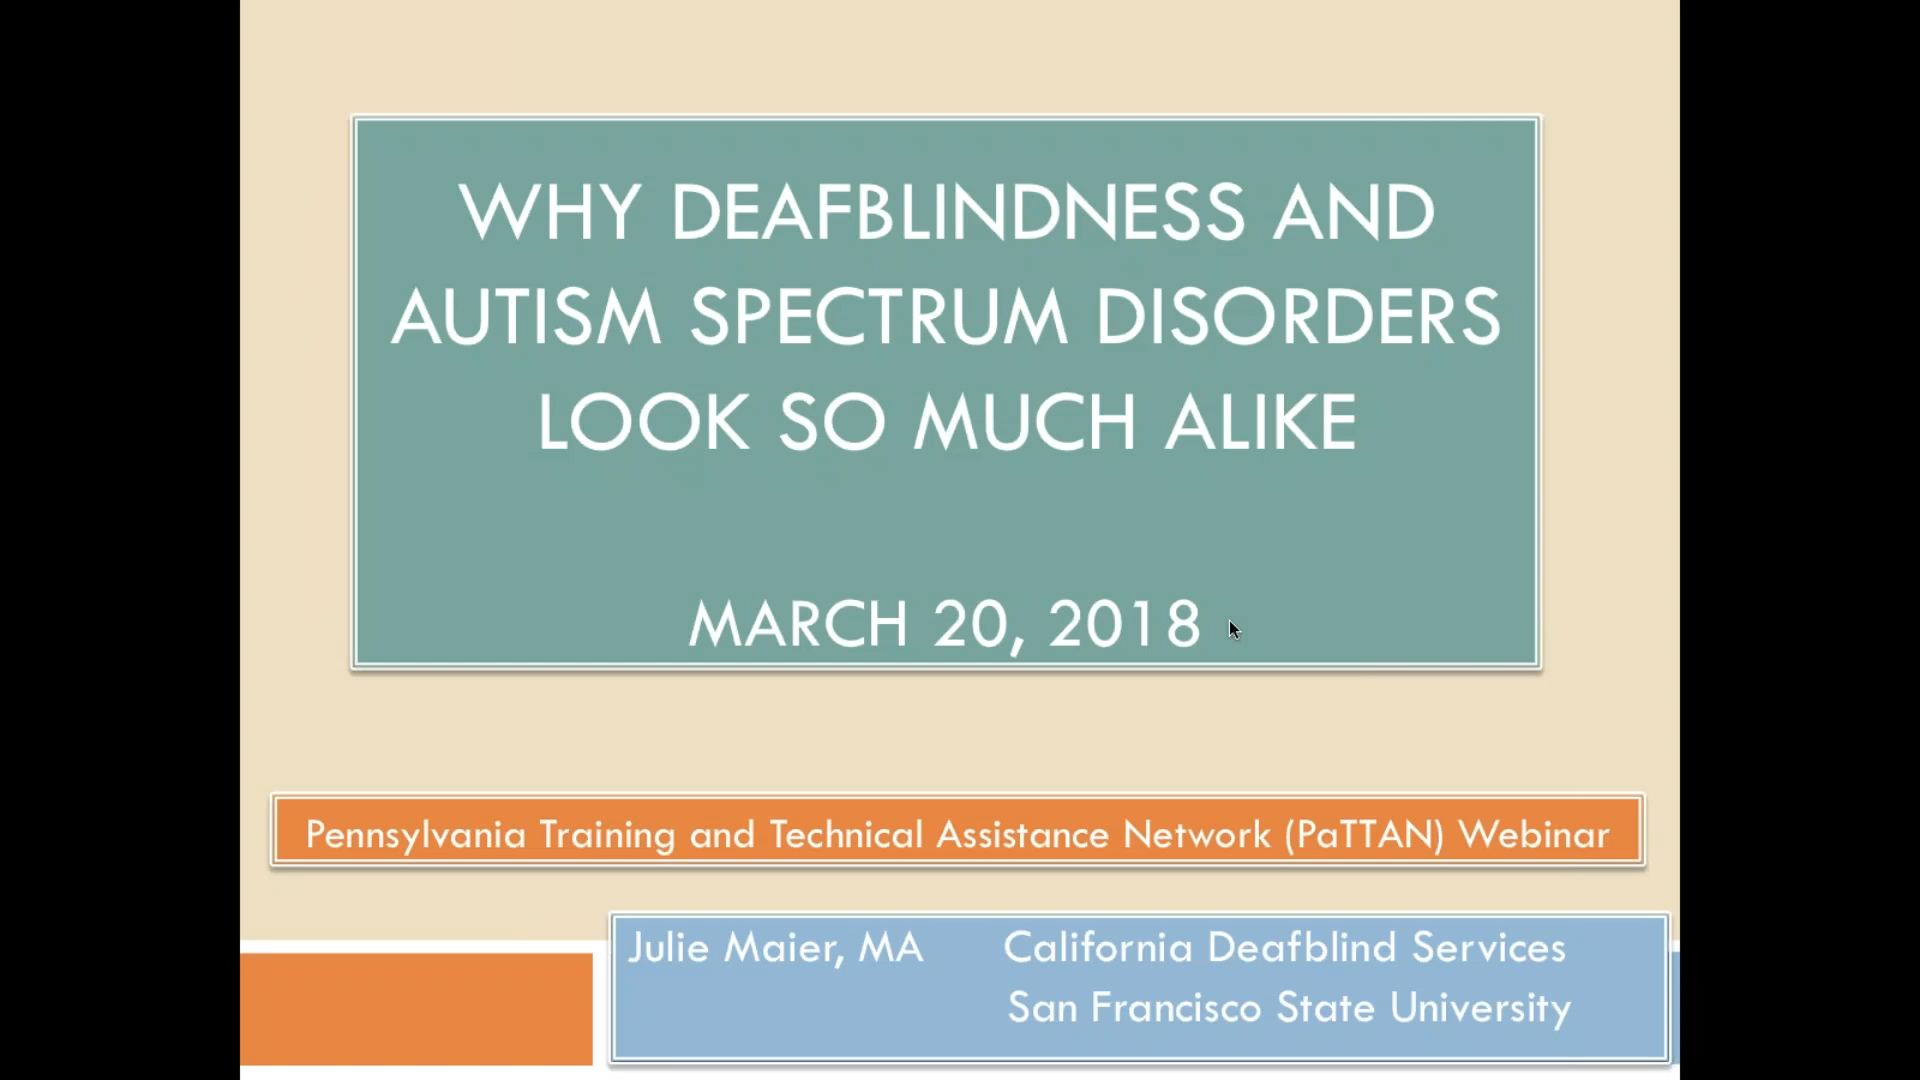 WHY DEAFBLINDNESS AND
AUTISM SPECTRUM DISORDERS
LOOK SO MUCH ALIKE
MARCH 20, 2018
Pennsylvania Training and Technical Assistance Network (PaTTAN) Webinar
Julie Maier, MA California Deafblind Services
San Francisco State University